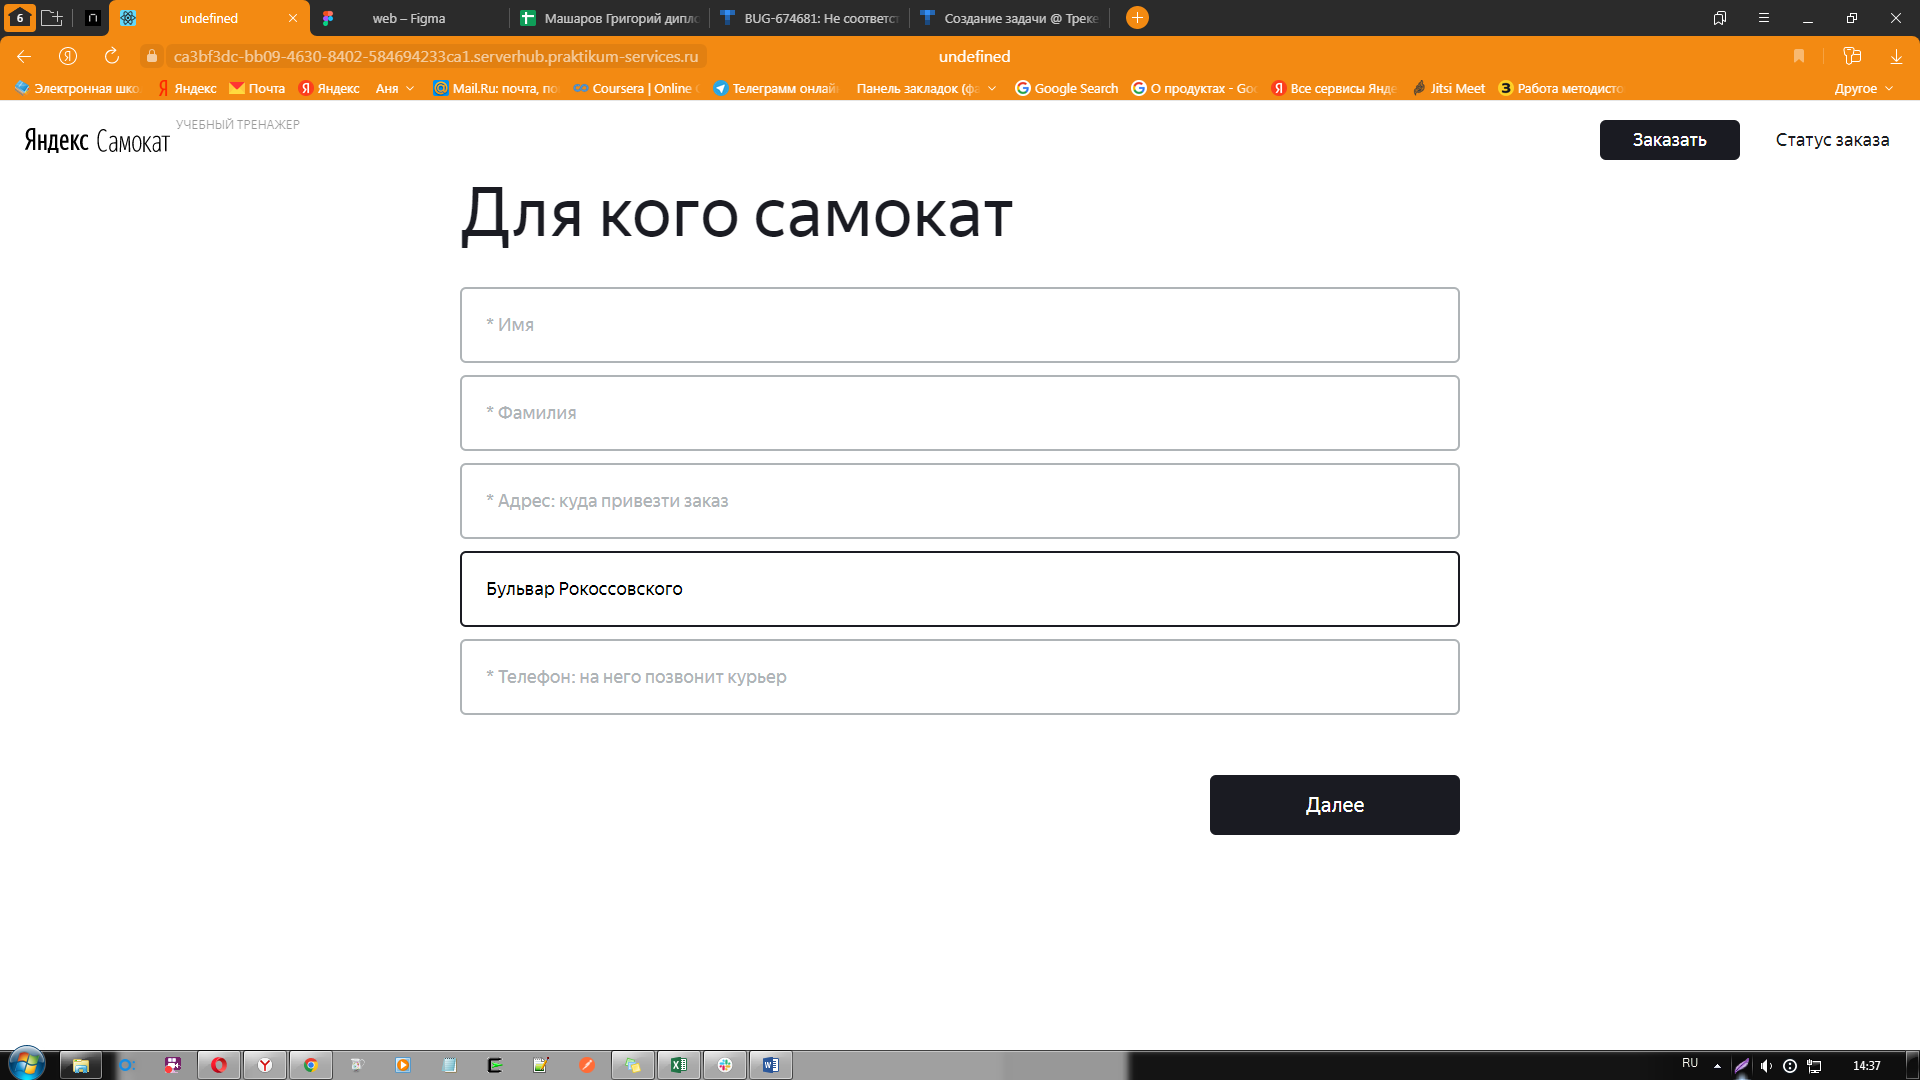 6
undefined
web – Figma
Машаров Григорий дипл
BUG-674681: Не соответст
Создание задачи @ Треке
ca3bf3dc-bb09-4630-8402-584694233ca1.serverhub.praktikum-services.ru
undefined
Электронная шко
Яндекс
Почта
Яндекс
Аня
Mail.Ru: почта, по
Coursera | Online
Телеграмм онлай
Панель закладок (фа
Google Search
О продуктах - Goo
Все сервисы Янде
Jitsi Meet
Работа методисто
Другое
Яндекс Самокат
УЧЕБНЫЙ ТРЕНАЖЕР
Заказать
Статус заказа
Для кого самокат
* Имя
* Фамилия
* Адрес: куда привезти заказ
Бульвар Рокоссовского
* Телефон: на него позвонит курьер
Далее
RU
14:37